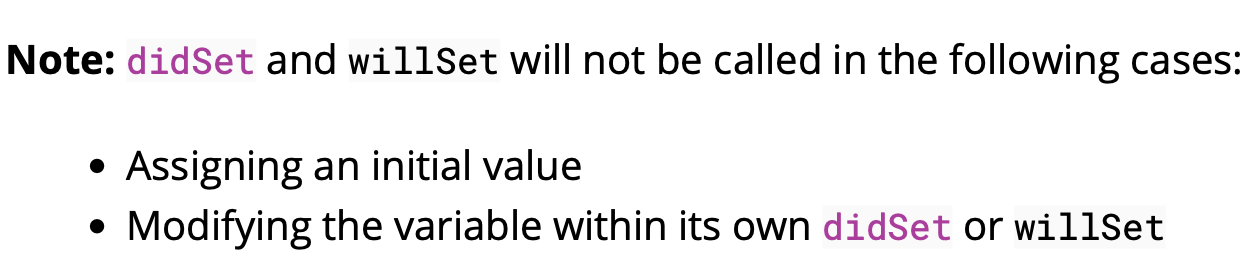 Note: didSet and willSet will not be called in the following cases:
• Assigning an initial value
• Modifying the variable within its own didSet or willSet